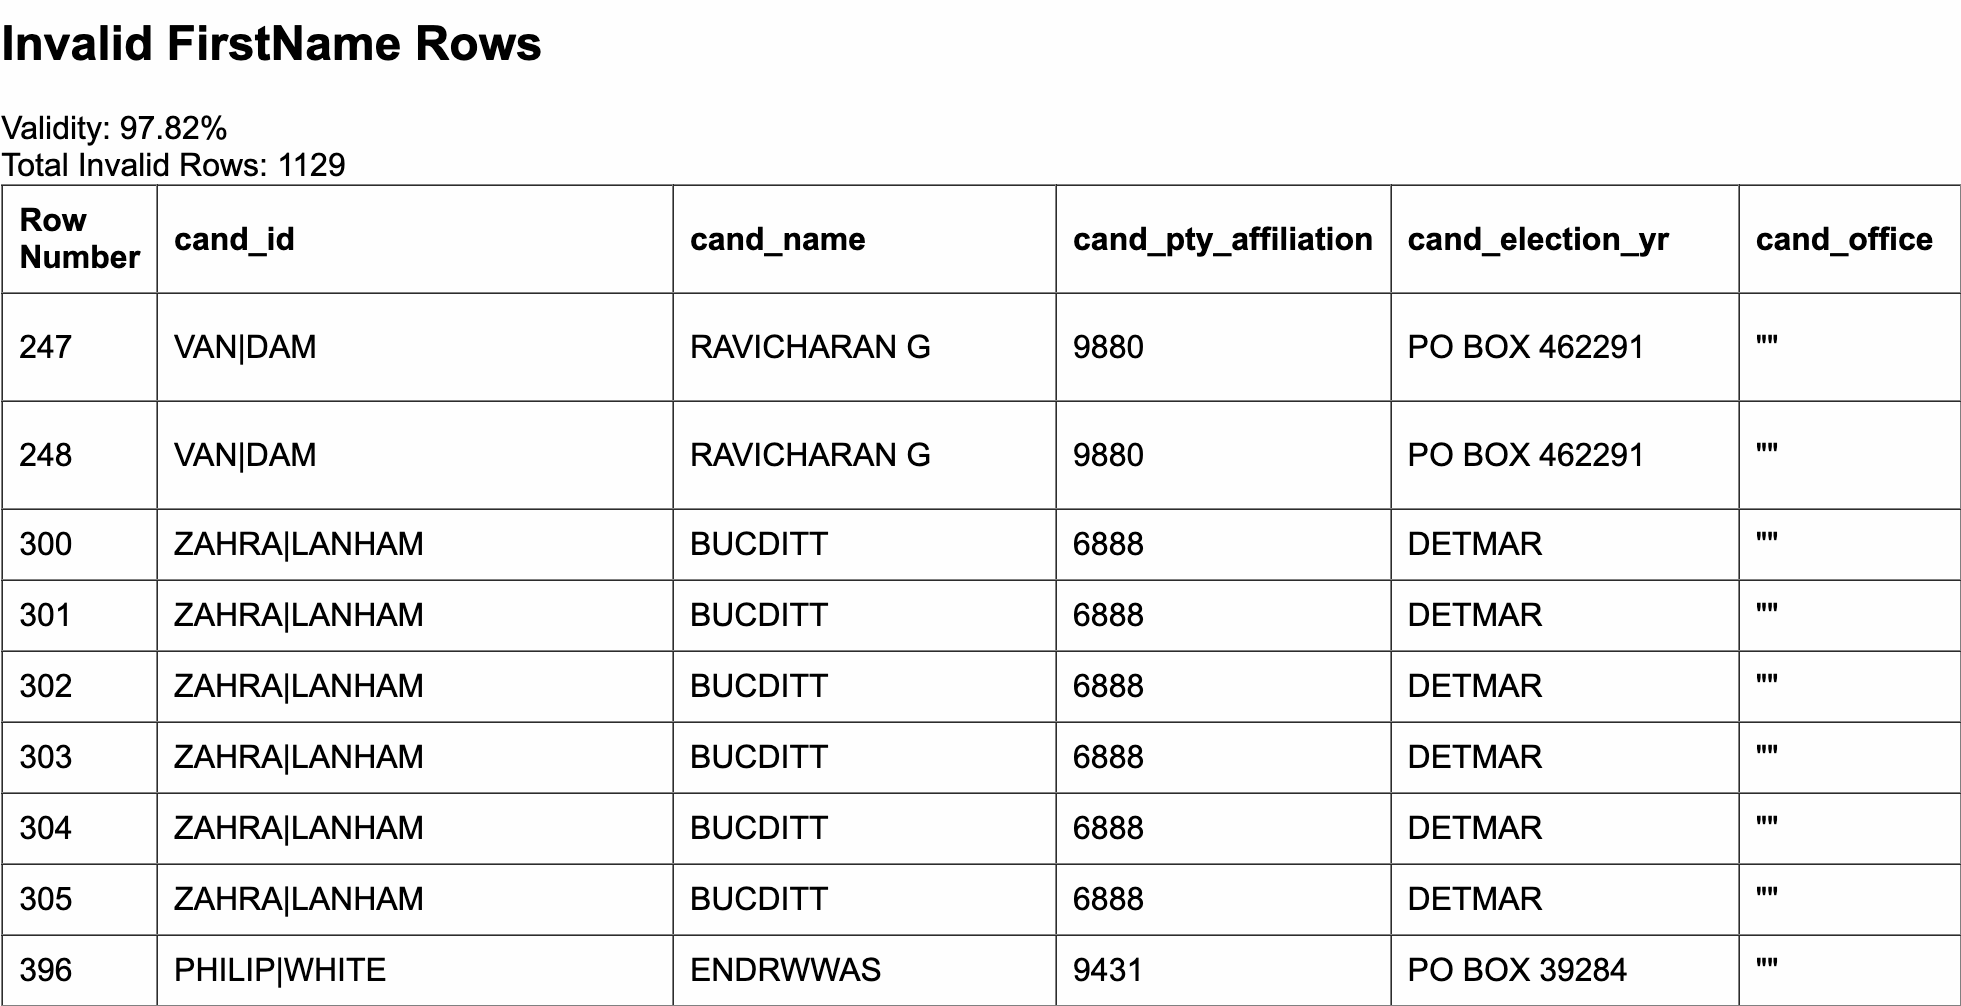 Invalid FirstName Rows
Validity: 97.82%
Total Invalid Rows: 1129
Row Number cand_id cand_name cand_pty_affiliation cand_election_yr cand_office
247 VAN|DAM RAVICHARAN G 9880 PO BOX 462291 ""
248 VAN|DAM RAVICHARAN G 9880 PO BOX 462291 ""
300 ZAHRA|LANHAM BUCDITT 6888 DETMAR ""
301 ZAHRA|LANHAM BUCDITT 6888 DETMAR ""
302 ZAHRA|LANHAM BUCDITT 6888 DETMAR ""
303 ZAHRA|LANHAM BUCDITT 6888 DETMAR ""
304 ZAHRA|LANHAM BUCDITT 6888 DETMAR ""
305 ZAHRA|LANHAM BUCDITT 6888 DETMAR ""
396 PHILIP|WHITE ENDRWWAS 9431 PO BOX 39284 ""